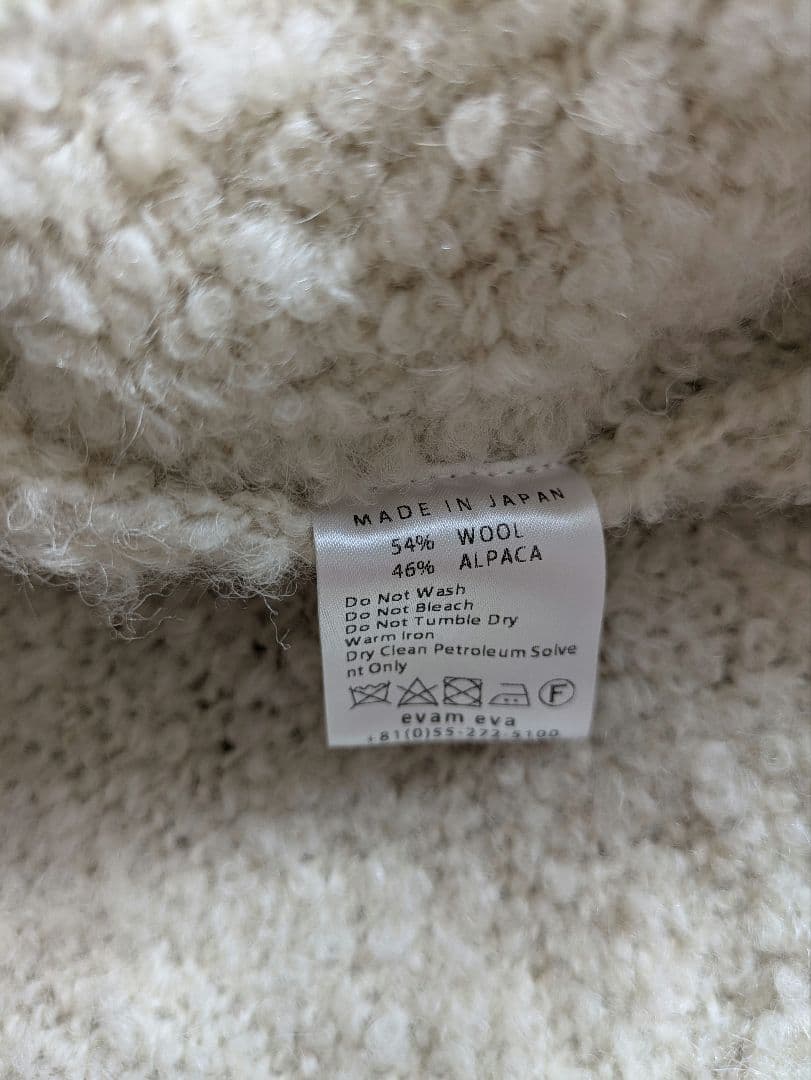 MADE IN JAPAN
54% WOOL
46% ALPACA
Do Not Wash
Do Not Bleach
Do Not Tumble Dry
Warm Iron
Dry Clean Petroleum Solve
nt Only
F
evam eva
+81(0)55-272-5100